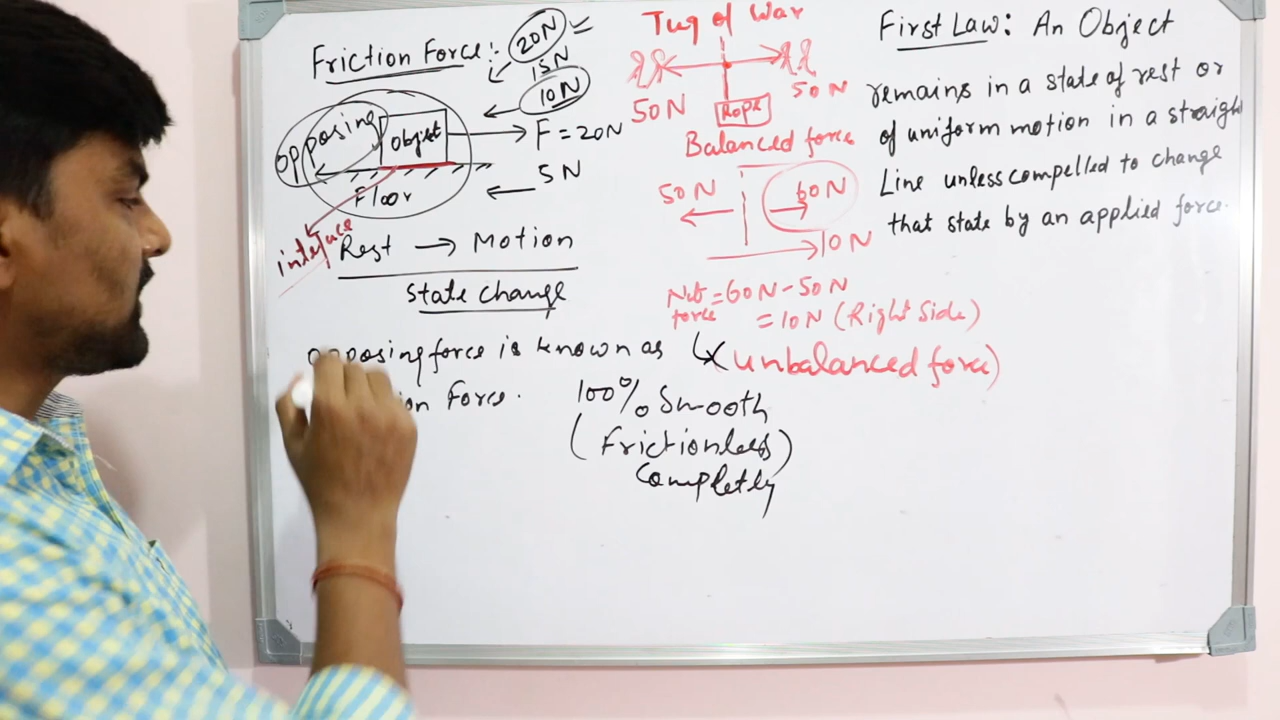 Friction Force:-
20N
15N
10N
opposing
Object
F = 20N
5N
Floor
interface
Rest → Motion
State Change
opposing force is known as
on Force.
100% Smooth
(Frictionless)
Completly
Tug of War
50N
50N
Rope
Balanced force
50N
60N
10N
Net force = 60N - 50N
= 10N (Right Side)
(unbalanced force)
First Law: An Object
remains in a state of rest or
of uniform motion in a straight
Line unless compelled to change
that state by an applied force.